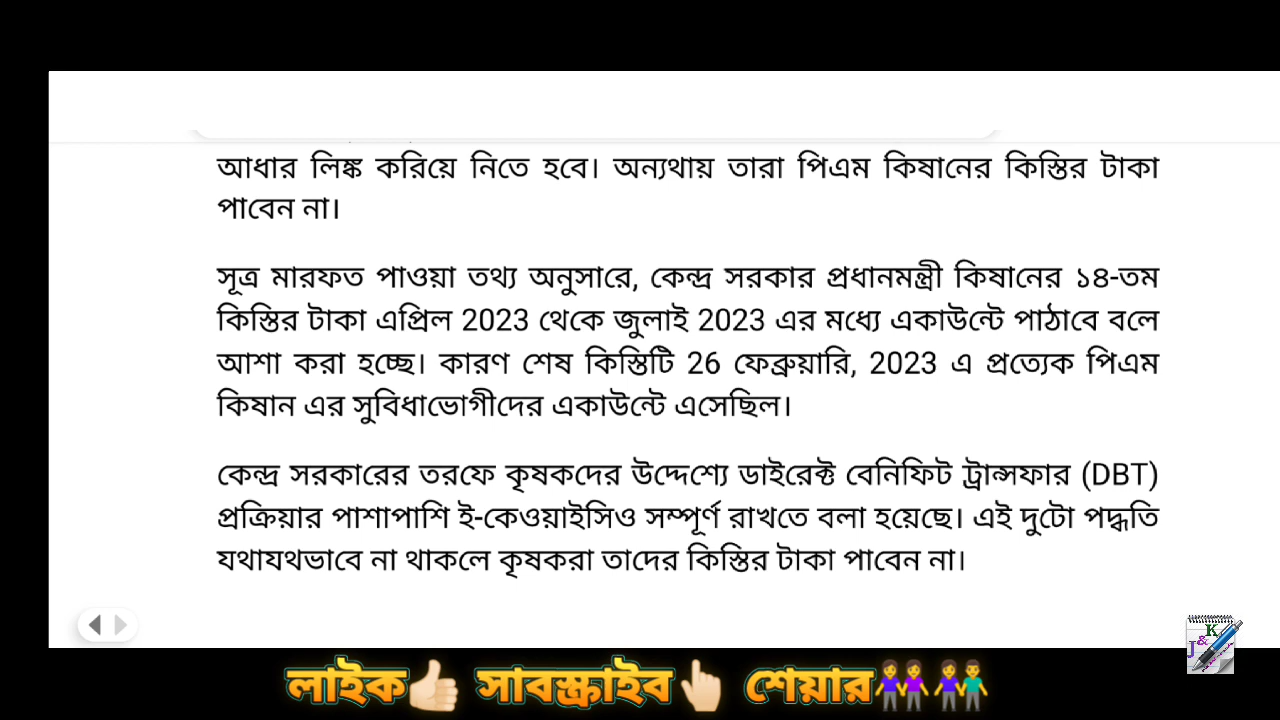 আধার লিঙ্ক করিয়ে নিতে হবে। অন্যথায় তারা পিএম কিষানের কিস্তির টাকা
পাবেন না।
সূত্র মারফত পাওয়া তথ্য অনুসারে, কেন্দ্র সরকার প্রধানমন্ত্রী কিষানের ১৪-তম
কিস্তির টাকা এপ্রিল 2023 থেকে জুলাই 2023 এর মধ্যে একাউন্টে পাঠাবে বলে
আশা করা হচ্ছে। কারণ শেষ কিস্তিটি 26 ফেব্রুয়ারি, 2023 এ প্রত্যেক পিএম
কিষান এর সুবিধাভোগীদের একাউন্টে এসেছিল।
কেন্দ্র সরকারের তরফে কৃষকদের উদ্দেশ্যে ডাইরেক্ট বেনিফিট ট্রান্সফার (DBT)
প্রক্রিয়ার পাশাপাশি ই-কেওয়াইসিও সম্পূর্ণ রাখতে বলা হয়েছে। এই দুটো পদ্ধতি
যথাযথভাবে না থাকলে কৃষকরা তাদের কিস্তির টাকা পাবেন না।
J&K
লাইক সাবস্ক্রাইব শেয়ার